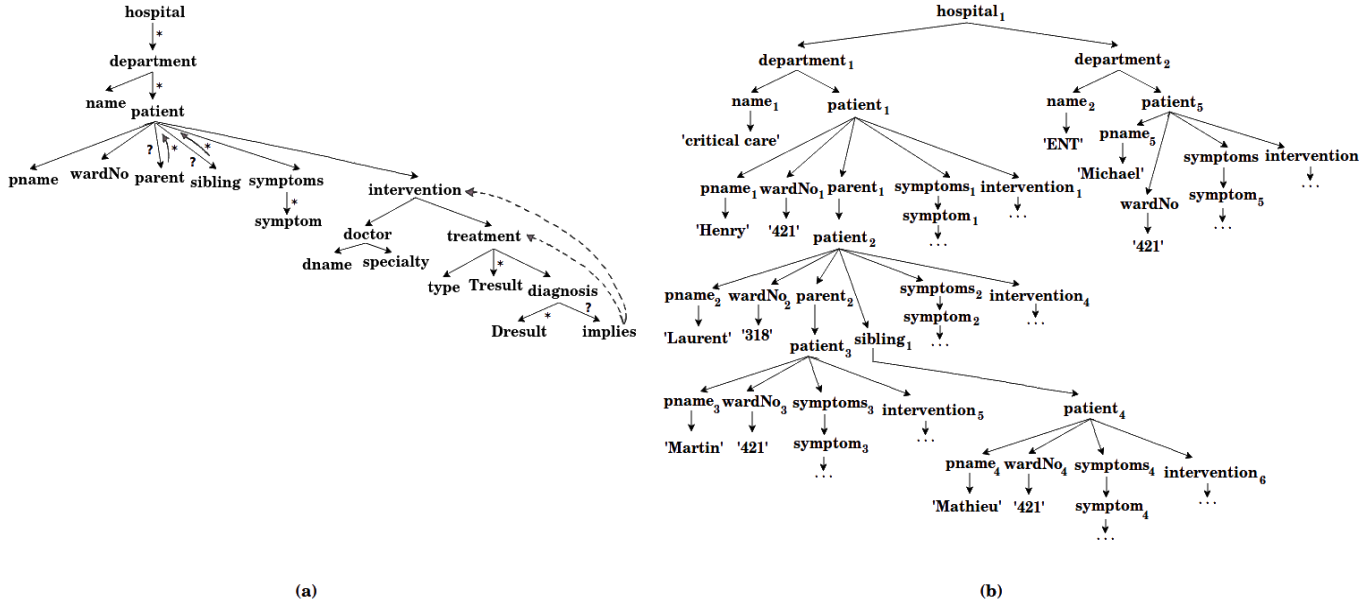 hospital
*
department
*
name
patient
? * ? *
pname wardNo parent sibling symptoms
*
symptom
intervention
doctor treatment
dname specialty
*
type Tresult diagnosis
* ?
Dresult implies
(a)
hospital1
department1 department2
name1 patient1
'critical care'
name2 patient5
'ENT'
pname5 symptoms intervention
'Michael' symptom5 ...
wardNo ...
'421'
pname1 wardNo1 parent1 symptoms1 intervention1
'Henry' '421' symptom1 ...
patient2 ...
pname2 wardNo2 parent2 symptoms2 intervention4
'Laurent' '318' symptom2 ...
patient3 sibling1 ...
pname3 wardNo3 symptoms3 intervention5
'Martin' '421' symptom3 ...
...
patient4
pname4 wardNo4 symptoms4 intervention6
'Mathieu' '421' symptom4 ...
...
(b)